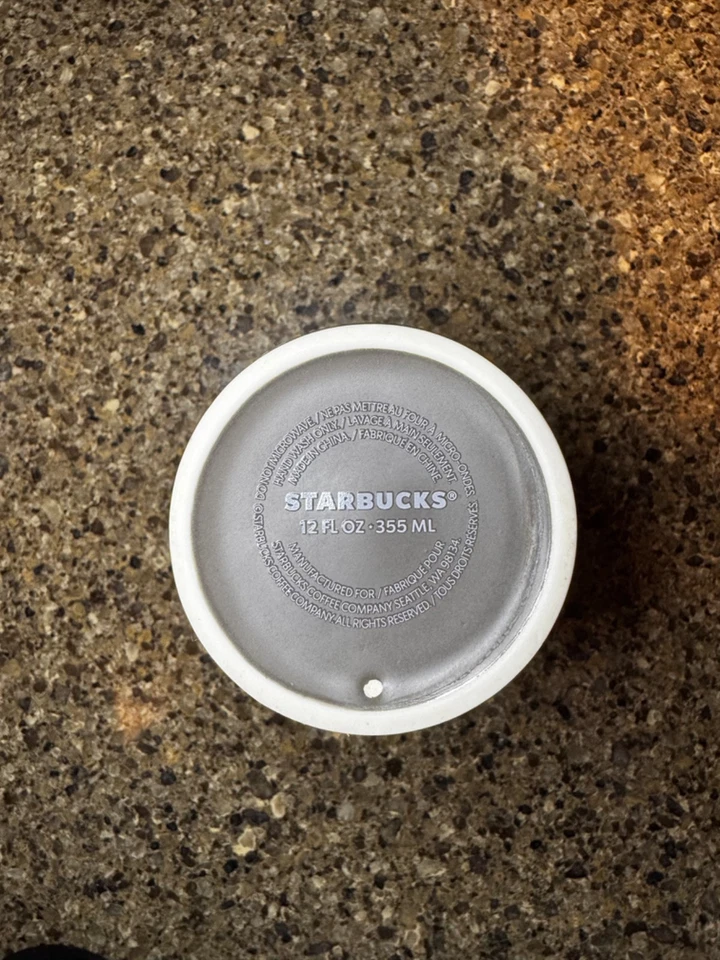 DO NOT MICROWAVE. / NE PAS METTRE AU FOUR À MICRO-ONDES
HAND WASH ONLY. / LAVAGE À MAIN SEULEMENT.
MADE IN CHINA. / FABRIQUÉ EN CHINE.
STARBUCKS®
12 FL OZ · 355 ML
MANUFACTURED FOR / FABRIQUÉ POUR
STARBUCKS COFFEE COMPANY SEATTLE, WA 98134.
© STARBUCKS COFFEE COMPANY ALL RIGHTS RESERVED. / TOUS DROITS RÉSERVÉS